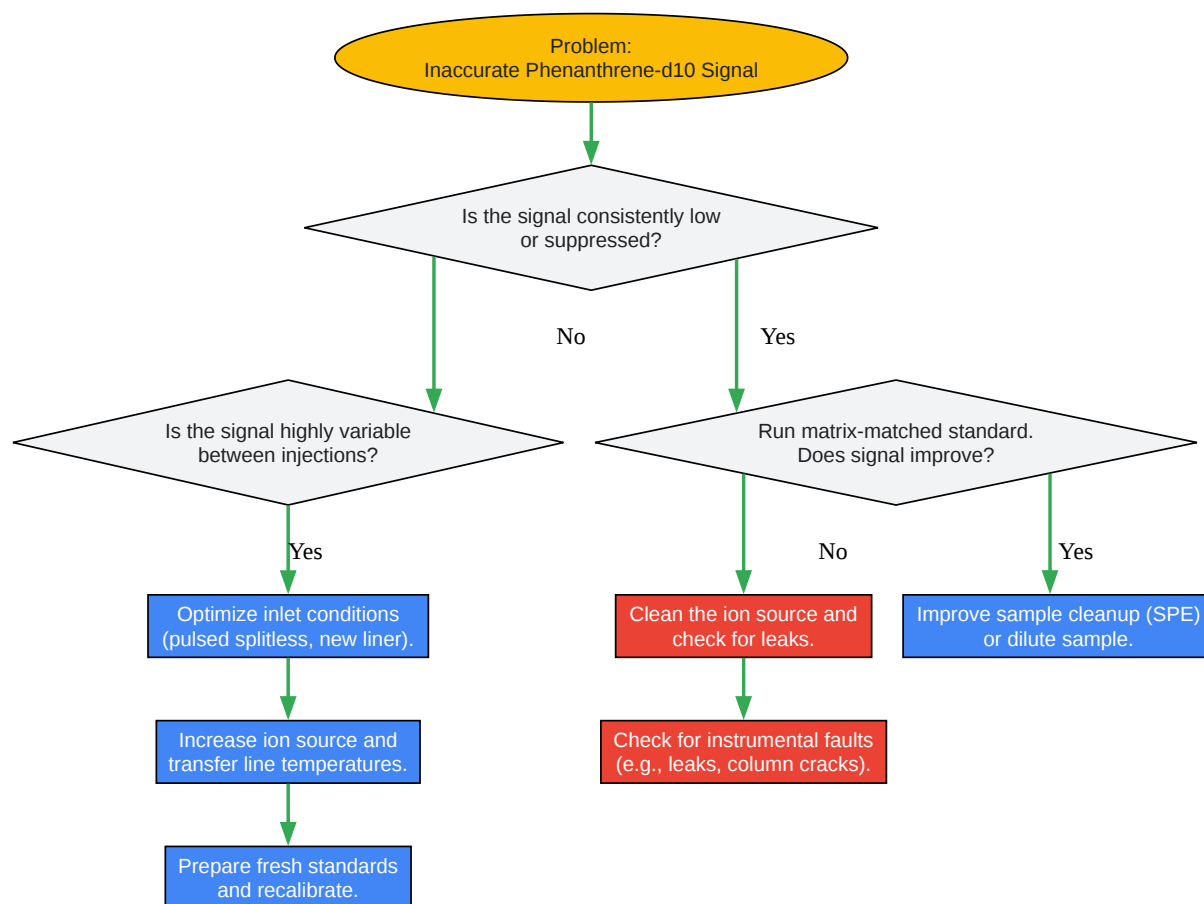 Problem:
Inaccurate Phenanthrene-d10 Signal
Is the signal consistently low
or suppressed?
No
Yes
Is the signal highly variable
between injections?
Run matrix-matched standard.
Does signal improve?
Yes
No
Yes
Optimize inlet conditions
(pulsed splitless, new liner).
Clean the ion source and
check for leaks.
Improve sample cleanup (SPE)
or dilute sample.
Increase ion source and
transfer line temperatures.
Check for instrumental faults
(e.g., leaks, column cracks).
Prepare fresh standards
and recalibrate.